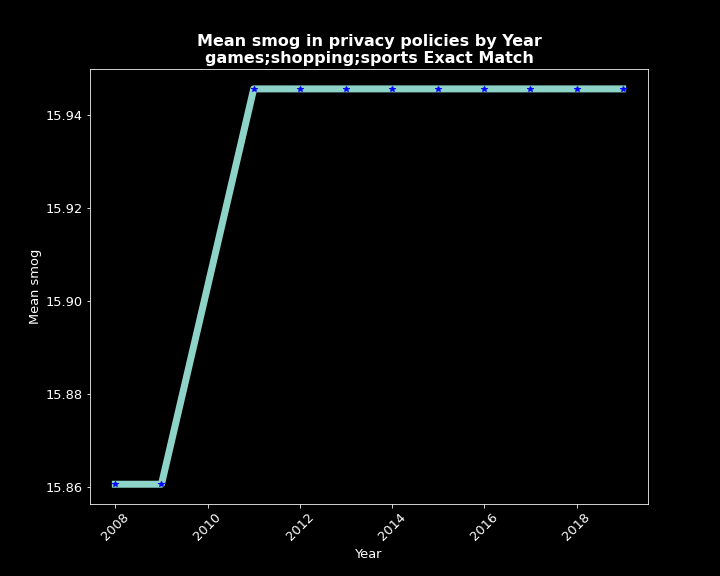 Mean smog in privacy policies by Year
games;shopping;sports Exact Match
Mean smog
15.94
15.92
15.90
15.88
15.86
2008
2010
2012
2014
2016
2018
Year